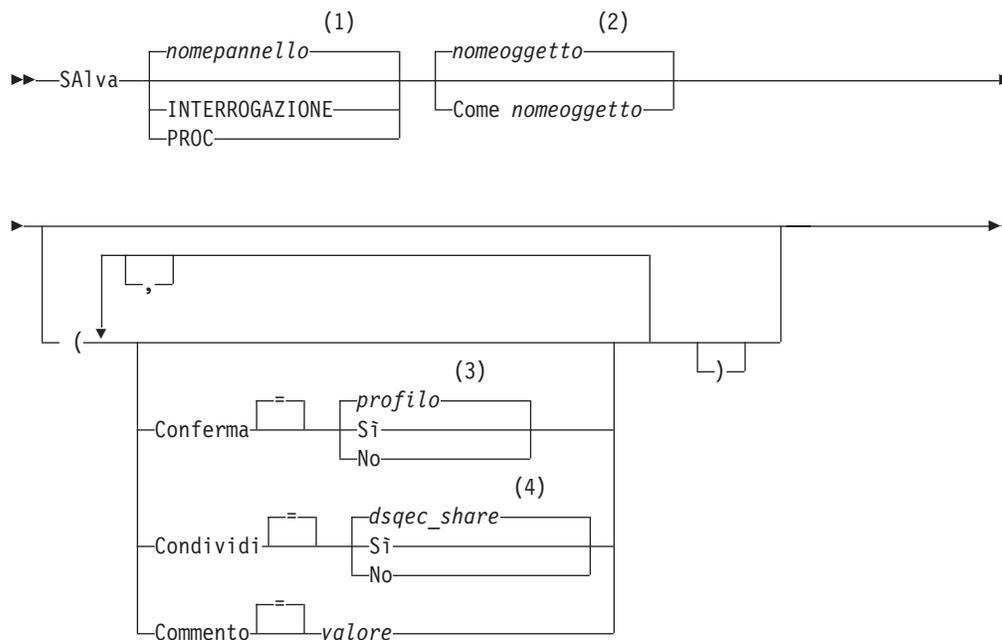 (1) (2)
nomepannello nomeoggetto
SAlva
INTERROGAZIONE Come nomeoggetto
PROC
,
(
)
(3)
= profilo
Conferma Sì
No
(4)
= dsqec_share
Condividi Sì
No
=
Commento valore